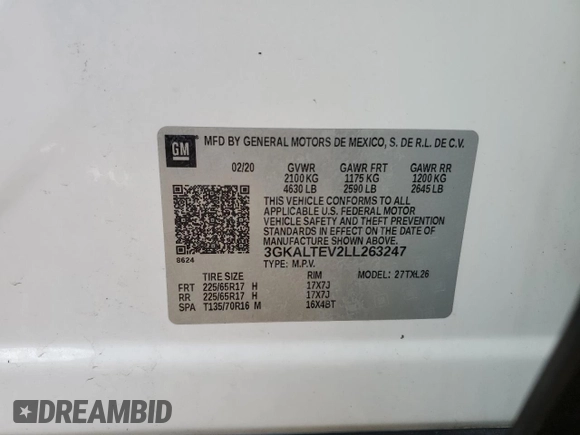 GM
MFD BY GENERAL MOTORS DE MEXICO, S. DE R.L. DE C.V.
02/20 GVWR GAWR FRT GAWR RR
2100 KG 1175 KG 1200 KG
4630 LB 2590 LB 2645 LB
THIS VEHICLE CONFORMS TO ALL
APPLICABLE U.S. FEDERAL MOTOR
VEHICLE SAFETY AND THEFT PREVENTION
STANDARDS IN EFFECT ON THE DATE OF
MANUFACTURE SHOWN ABOVE.
3GKALTEV2LL263247
8624
TYPE: M.P.V. MODEL: 27TXL26
TIRE SIZE RIM
FRT 225/65R17 H 17X7J
RR 225/65R17 H 17X7J
SPA T135/70R16 M 16X4BT
DREAMBID